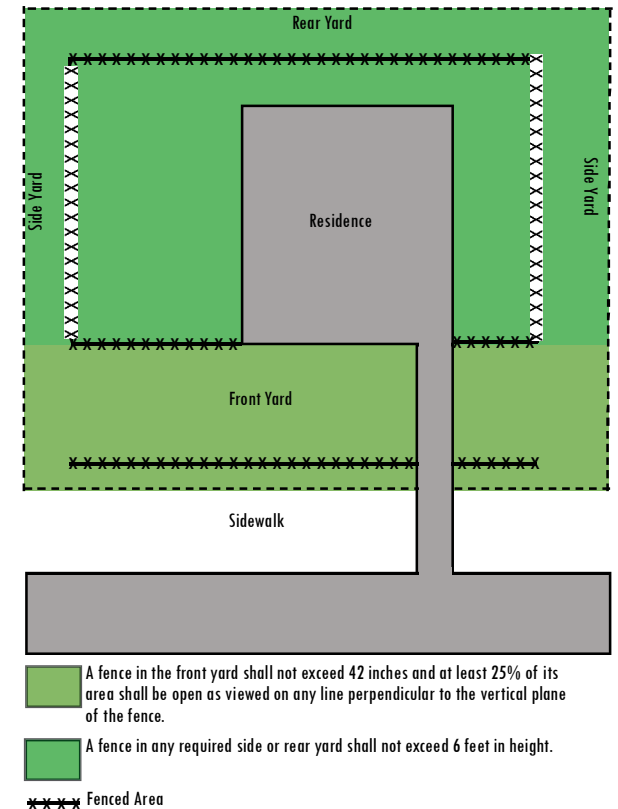 Rear Yard
Side Yard
Side Yard
Residence
Front Yard
Sidewalk
A fence in the front yard shall not exceed 42 inches and at least 25% of its
area shall be open as viewed on any line perpendicular to the vertical plane
of the fence.
A fence in any required side or rear yard shall not exceed 6 feet in height.
Fenced Area